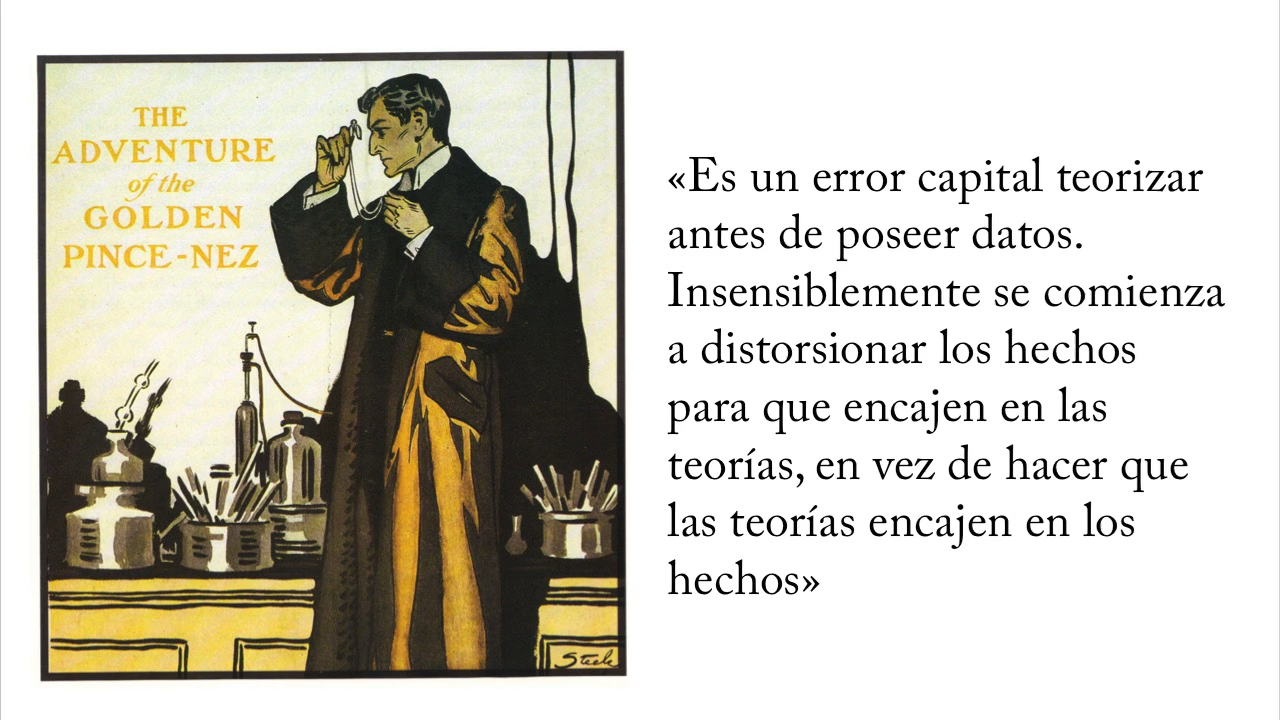 THE
ADVENTURE
of the
GOLDEN
PINCE-NEZ
Steele
«Es un error capital teorizar
antes de poseer datos.
Insensiblemente se comienza
a distorsionar los hechos
para que encajen en las
teorías, en vez de hacer que
las teorías encajen en los
hechos»